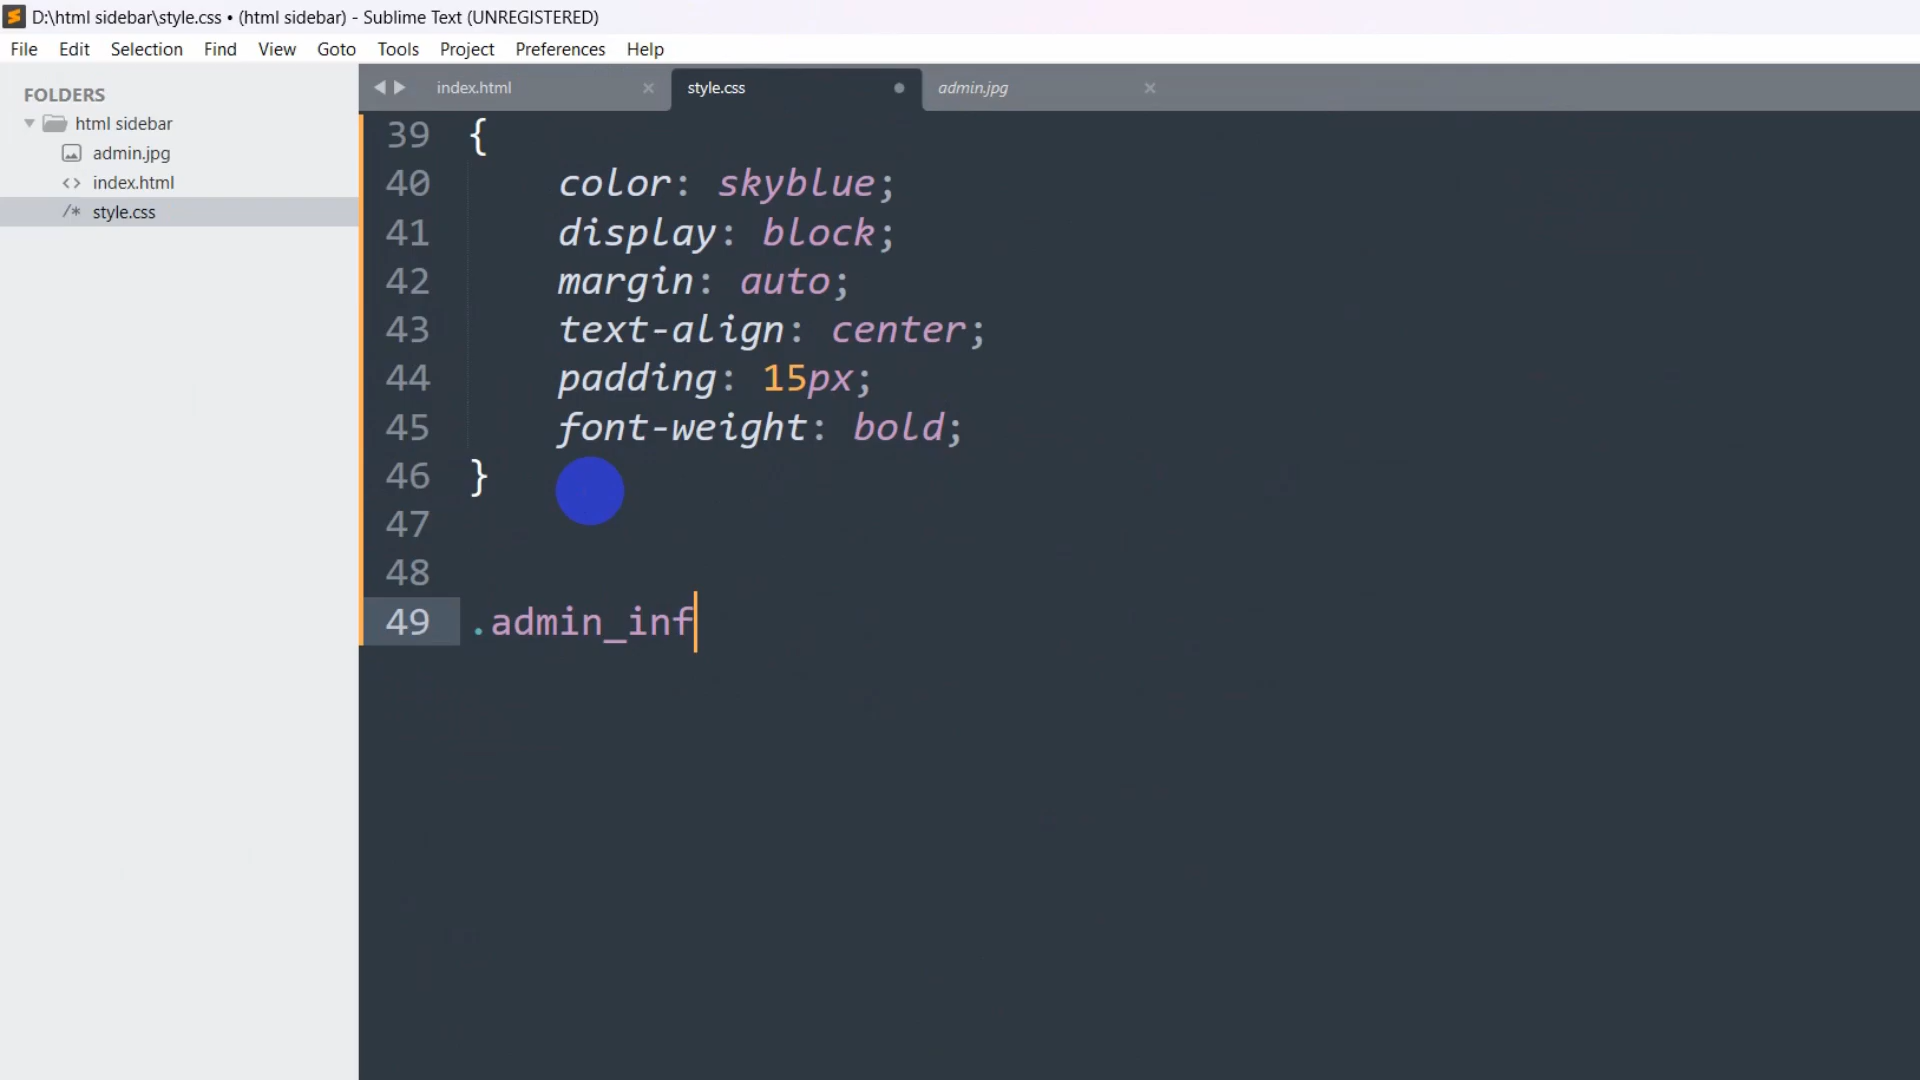 D:\html sidebar\style.css • (html sidebar) - Sublime Text (UNREGISTERED)
File Edit Selection Find View Goto Tools Project Preferences Help
FOLDERS
html sidebar
admin.jpg
<> index.html
/* style.css
index.html style.css admin.jpg
39 {
40 color: skyblue;
41 display: block;
42 margin: auto;
43 text-align: center;
44 padding: 15px;
45 font-weight: bold;
46 }
47
48
49 .admin_inf